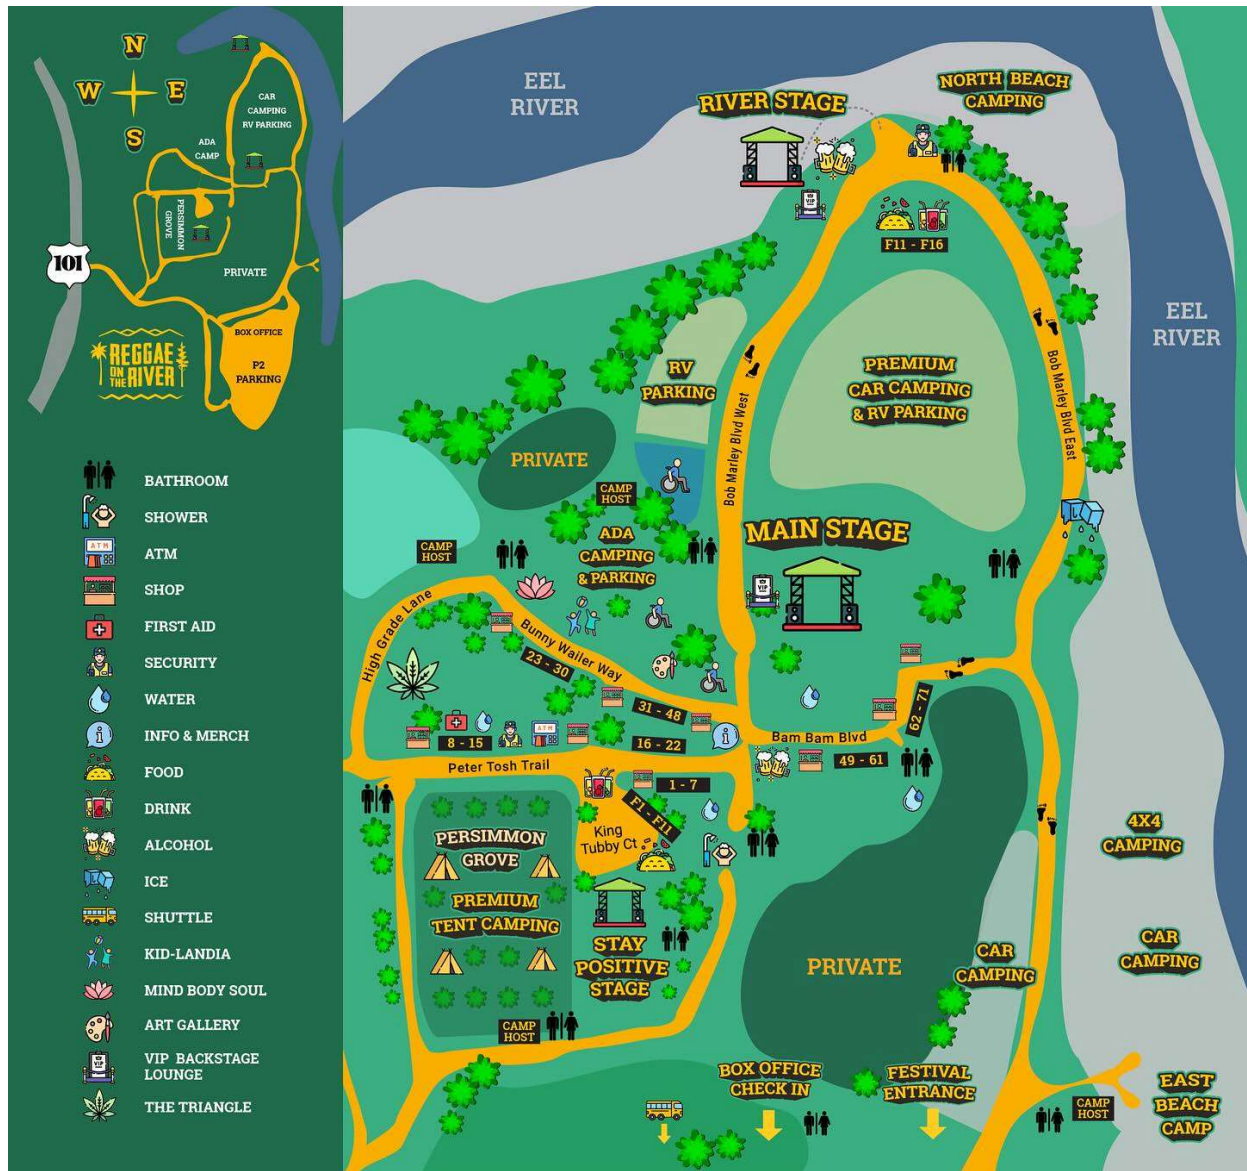 N
W
E
S
CAR
CAMPING
RV PARKING
ADA
CAMP
PERSIMMON
GROVE
101
PRIVATE
BOX OFFICE
P2
PARKING
REGGAE
ON
THE
RIVER
BATHROOM
SHOWER
ATM
ATM
SHOP
FIRST AID
SECURITY
WATER
INFO & MERCH
FOOD
DRINK
ALCOHOL
ICE
SHUTTLE
KID-LANDIA
MIND BODY SOUL
ART GALLERY
VIP
VIP BACKSTAGE
LOUNGE
THE TRIANGLE
EEL
RIVER
RIVER STAGE
NORTH BEACH
CAMPING
VIP
F11 - F16
EEL
RIVER
RV
PARKING
PREMIUM
CAR CAMPING
& RV PARKING
Bob Marley Blvd West
Bob Marley Blvd East
PRIVATE
CAMP
HOST
ADA
CAMPING
& PARKING
CAMP
HOST
MAIN STAGE
VIP
High Grade Lane
Bunny Wailer Way
23 - 30
31 - 48
62 - 71
8 - 15
ATM
16 - 22
Bam Bam Blvd
49 - 61
Peter Tosh Trail
1 - 7
F1 - F11
King
Tubby Ct
PERSIMMON
GROVE
PREMIUM
TENT CAMPING
STAY
POSITIVE
STAGE
4X4
CAMPING
CAR
CAMPING
CAR
CAMPING
PRIVATE
CAMP
HOST
BOX OFFICE
CHECK IN
FESTIVAL
ENTRANCE
CAMP
HOST
EAST
BEACH
CAMP